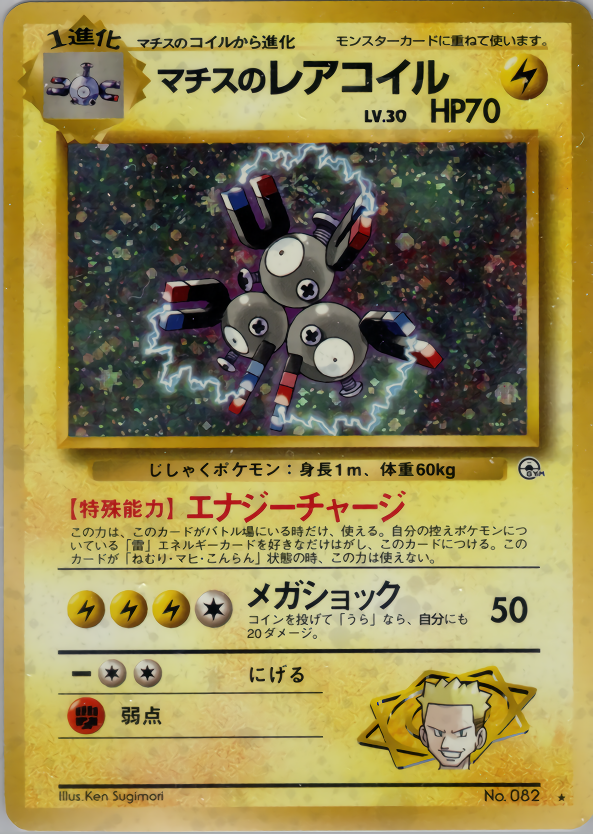 1進化
マチスのコイルから進化
モンスターカードに重ねて使います。
マチスのレアコイル
LV.30 HP70
じしゃくポケモン：身長1m、体重60kg
GYM
【特殊能力】エナジーチャージ
この力は、このカードがバトル場にいる時だけ、使える。自分の控えポケモンにつ
いている「雷」エネルギーカードを好きなだけはがし、このカードにつける。この
カードが「ねむり・マヒ・こんらん」状態の時、この力は使えない。
メガショック 50
コインを投げて「うら」なら、自分にも
20ダメージ。
にげる
弱点
Illus.Ken Sugimori
No.082 ★